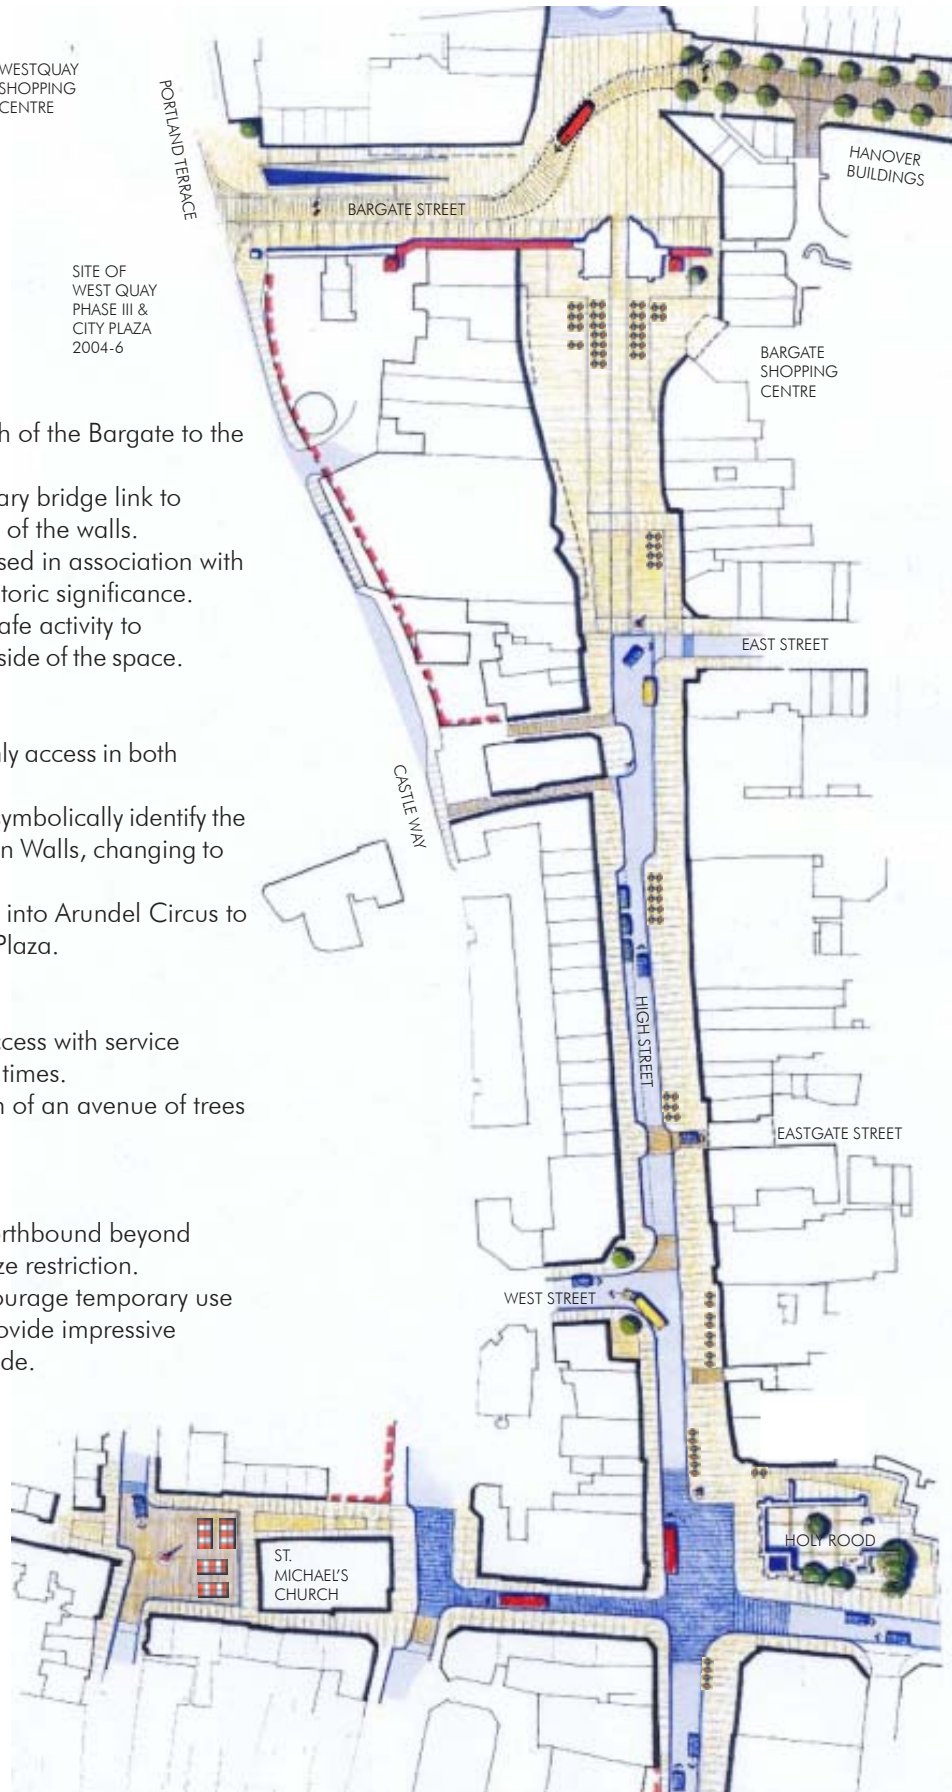 WESTQUAY
SHOPPING
CENTRE
PORTLAND TERRACE
HANOVER
BUILDINGS
BARGATE STREET
SITE OF
WEST QUAY
PHASE III &
CITY PLAZA
2004-6
BARGATE
SHOPPING
CENTRE
h of the Bargate to the
ary bridge link to
of the walls.
sed in association with
toric significance.
afe activity to
side of the space.
EAST STREET
nly access in both
CASTLE WAY
symbolically identify the
n Walls, changing to
into Arundel Circus to
Plaza.
HIGH STREET
ccess with service
times.
n of an avenue of trees
EASTGATE STREET
orthbound beyond
ze restriction.
WEST STREET
ourage temporary use
ovide impressive
de.
HOLY ROOD
ST.
MICHAEL'S
CHURCH